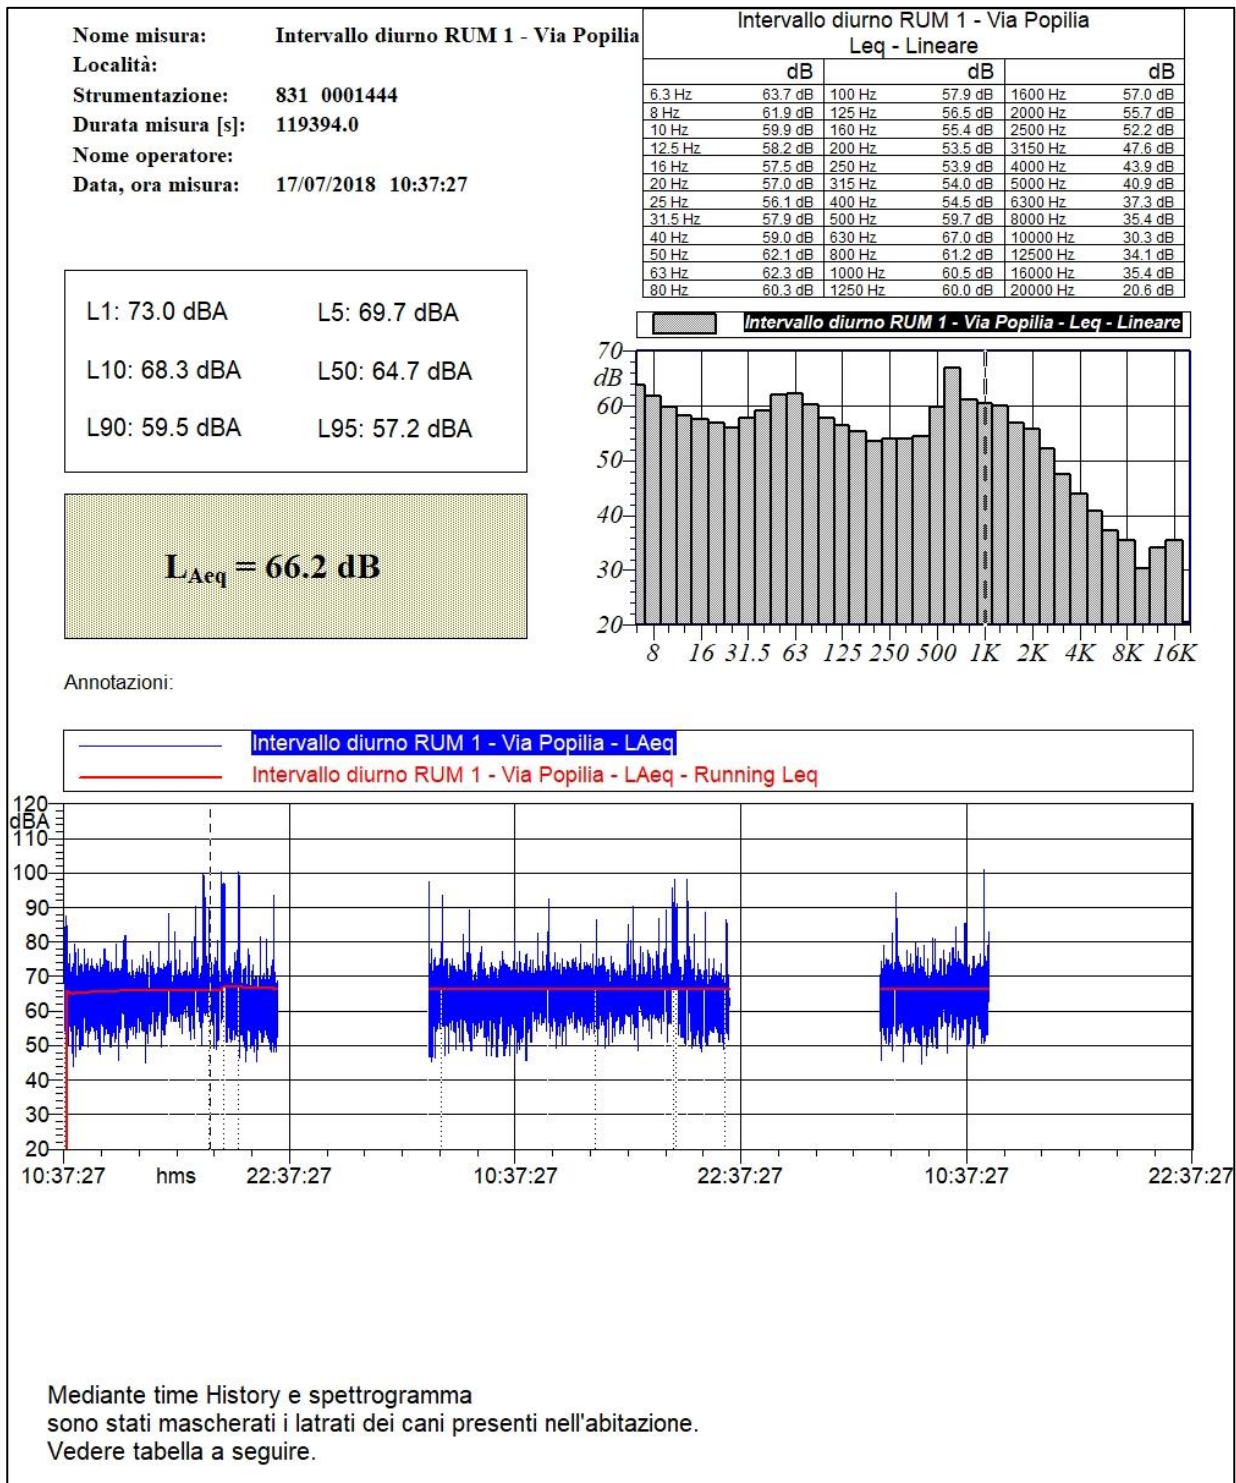 Nome misura: Intervallo diurno RUM 1 - Via Popilia
Località:
Strumentazione: 831 0001444
Durata misura [s]: 119394.0
Nome operatore:
Data, ora misura: 17/07/2018 10:37:27
Intervallo diurno RUM 1 - Via Popilia
Leq - Lineare
dB dB dB
6.3 Hz 63.7 dB 100 Hz 57.9 dB 1600 Hz 57.0 dB
8 Hz 61.9 dB 125 Hz 56.5 dB 2000 Hz 55.7 dB
10 Hz 59.9 dB 160 Hz 55.4 dB 2500 Hz 52.2 dB
12.5 Hz 58.2 dB 200 Hz 53.5 dB 3150 Hz 47.6 dB
16 Hz 57.5 dB 250 Hz 53.9 dB 4000 Hz 43.9 dB
20 Hz 57.0 dB 315 Hz 54.0 dB 5000 Hz 40.9 dB
25 Hz 56.1 dB 400 Hz 54.5 dB 6300 Hz 37.3 dB
31.5 Hz 57.9 dB 500 Hz 59.7 dB 8000 Hz 35.4 dB
40 Hz 59.0 dB 630 Hz 67.0 dB 10000 Hz 30.3 dB
50 Hz 62.1 dB 800 Hz 61.2 dB 12500 Hz 34.1 dB
63 Hz 62.3 dB 1000 Hz 60.5 dB 16000 Hz 35.4 dB
80 Hz 60.3 dB 1250 Hz 60.0 dB 20000 Hz 20.6 dB
L1: 73.0 dBA L5: 69.7 dBA
L10: 68.3 dBA L50: 64.7 dBA
L90: 59.5 dBA L95: 57.2 dBA
LAeq = 66.2 dB
Intervallo diurno RUM 1 - Via Popilia - Leq - Lineare
70
dB
60
50
40
30
20
8 16 31.5 63 125 250 500 1K 2K 4K 8K 16K
Annotazioni:
Intervallo diurno RUM 1 - Via Popilia - LAeq
Intervallo diurno RUM 1 - Via Popilia - LAeq - Running Leq
120
dBA
110
100
90
80
70
60
50
40
30
20
10:37:27 hms 22:37:27 10:37:27 22:37:27 10:37:27 22:37:27
Mediante time History e spettrogramma
sono stati mascherati i latrati dei cani presenti nell'abitazione.
Vedere tabella a seguire.